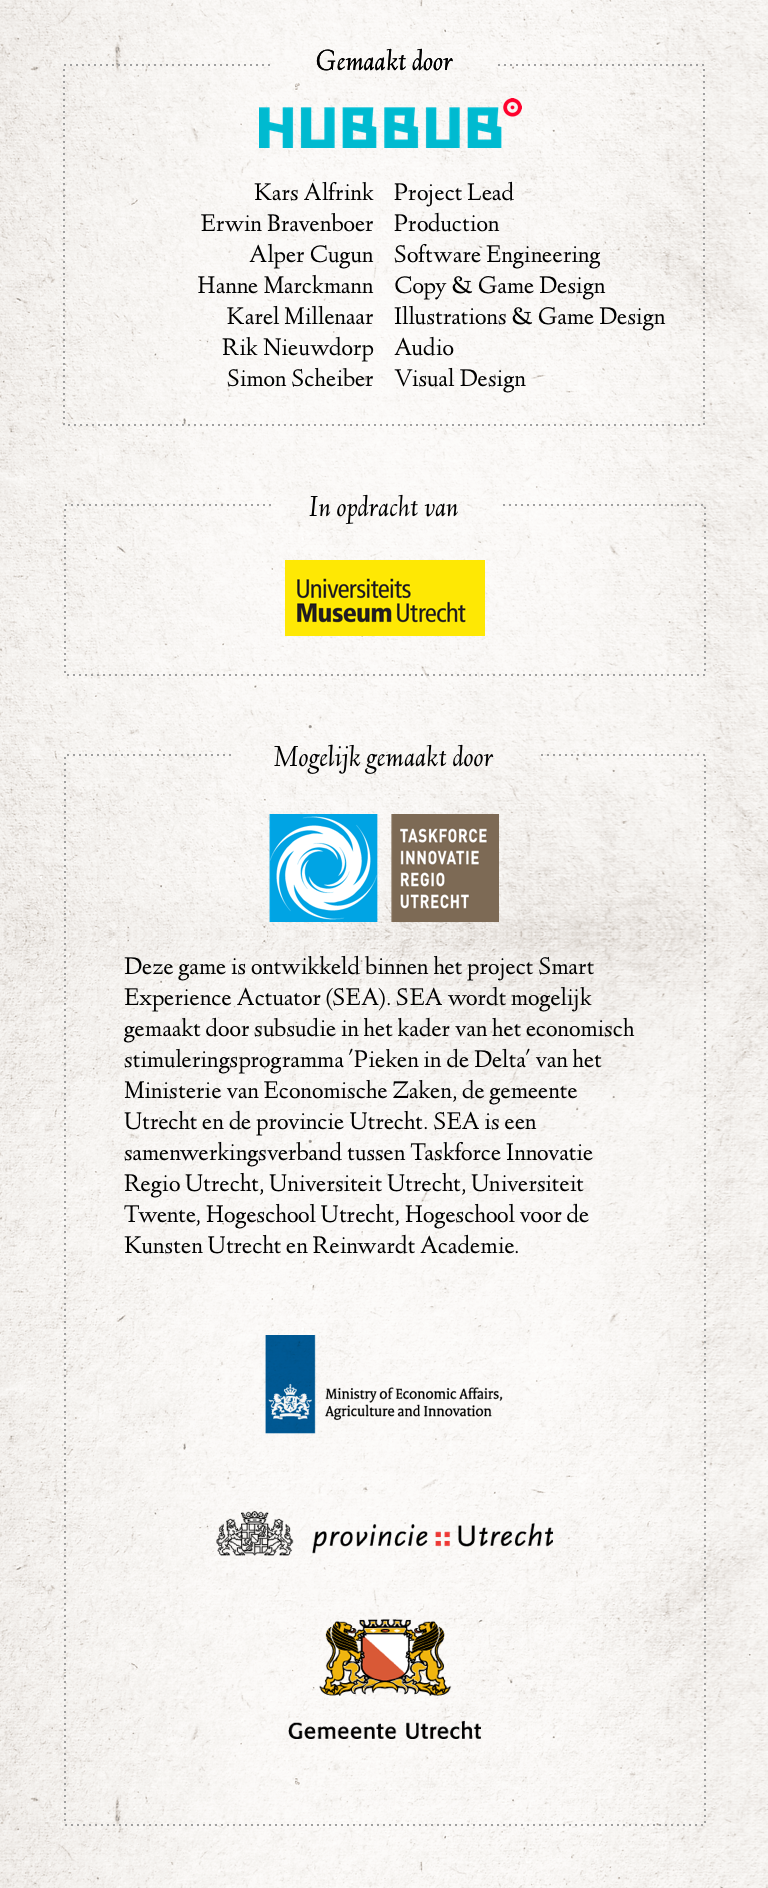 Gemaakt door
HUBBUB
Kars Alfrink Project Lead
Erwin Bravenboer Production
Alper Cugun Software Engineering
Hanne Marckmann Copy & Game Design
Karel Millenaar Illustrations & Game Design
Rik Nieuwdorp Audio
Simon Scheiber Visual Design
In opdracht van
Universiteits
Museum Utrecht
Mogelijk gemaakt door
TASKFORCE
INNOVATIE
REGIO
UTRECHT
Deze game is ontwikkeld binnen het project Smart
Experience Actuator (SEA). SEA wordt mogelijk
gemaakt door subsudie in het kader van het economisch
stimuleringsprogramma 'Pieken in de Delta' van het
Ministerie van Economische Zaken, de gemeente
Utrecht en de provincie Utrecht. SEA is een
samenwerkingsverband tussen Taskforce Innovatie
Regio Utrecht, Universiteit Utrecht, Universiteit
Twente, Hogeschool Utrecht, Hogeschool voor de
Kunsten Utrecht en Reinwardt Academie.
Ministry of Economic Affairs,
Agriculture and Innovation
provincie :: Utrecht
Gemeente Utrecht